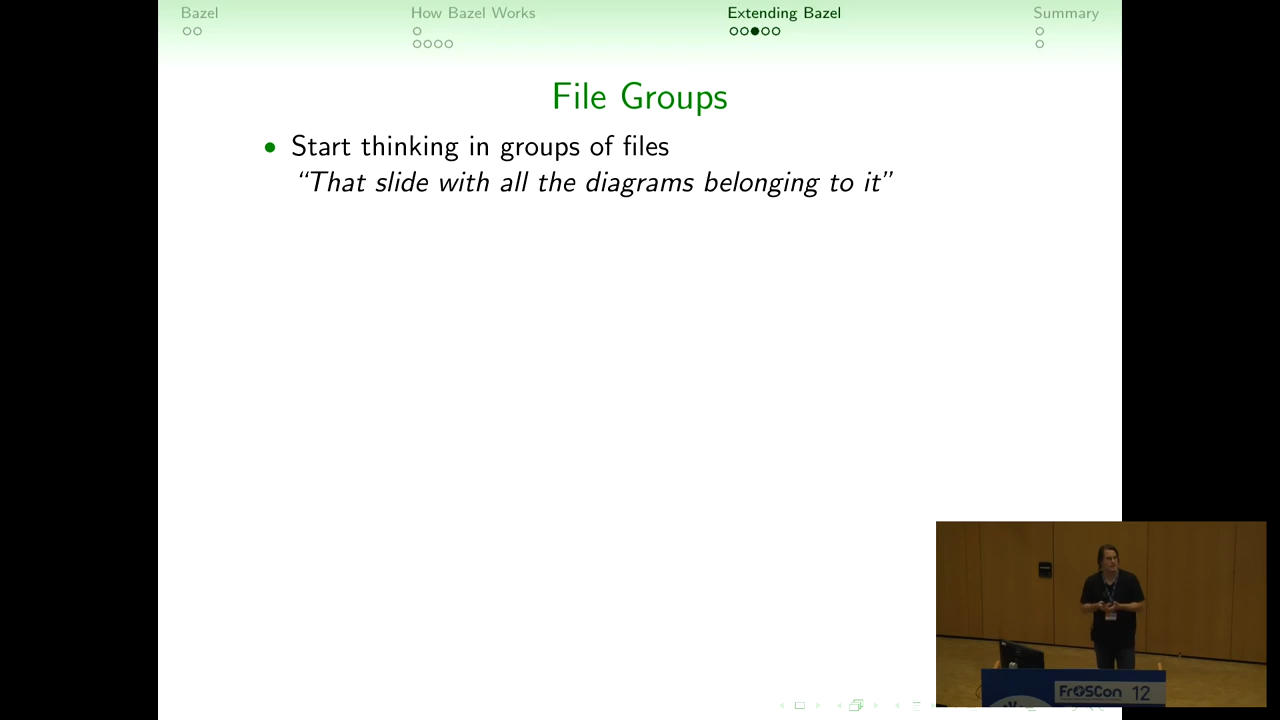 Bazel
How Bazel Works
Extending Bazel
Summary
File Groups
• Start thinking in groups of files
“That slide with all the diagrams belonging to it”
FrOSCon 12